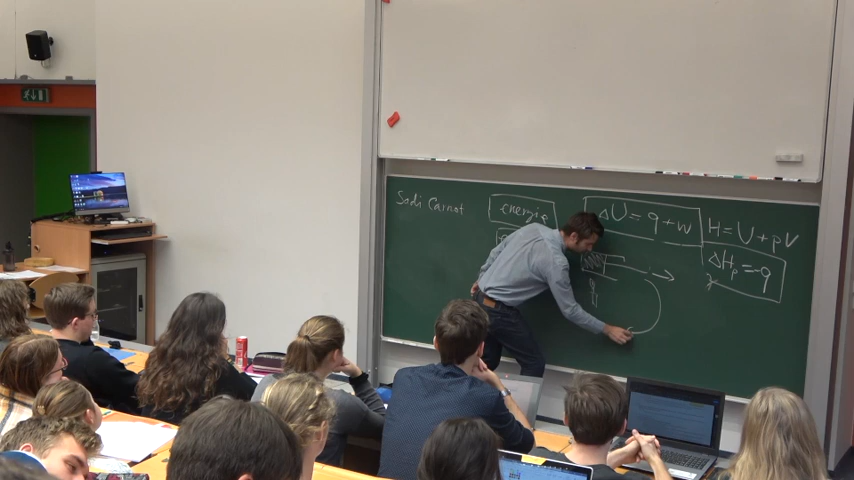 Sadi Carnot
energie
ΔU = q + w
H = U + pV
ΔHp = q
q